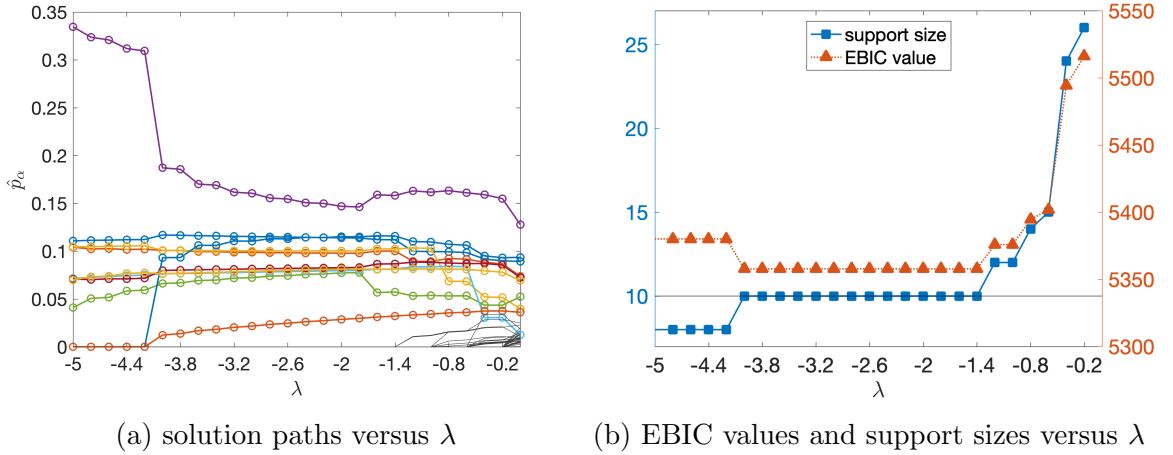 0.35
0.3
0.25
0.2
0.15
0.1
0.05
0
p̂α
-5 -4.4 -3.8 -3.2 -2.6 -2 -1.4 -0.8 -0.2
λ
25
20
15
10
support size
EBIC value
5550
5500
5450
5400
5350
5300
-5 -4.4 -3.8 -3.2 -2.6 -2 -1.4 -0.8 -0.2
λ
(a) solution paths versus λ
(b) EBIC values and support sizes versus λ